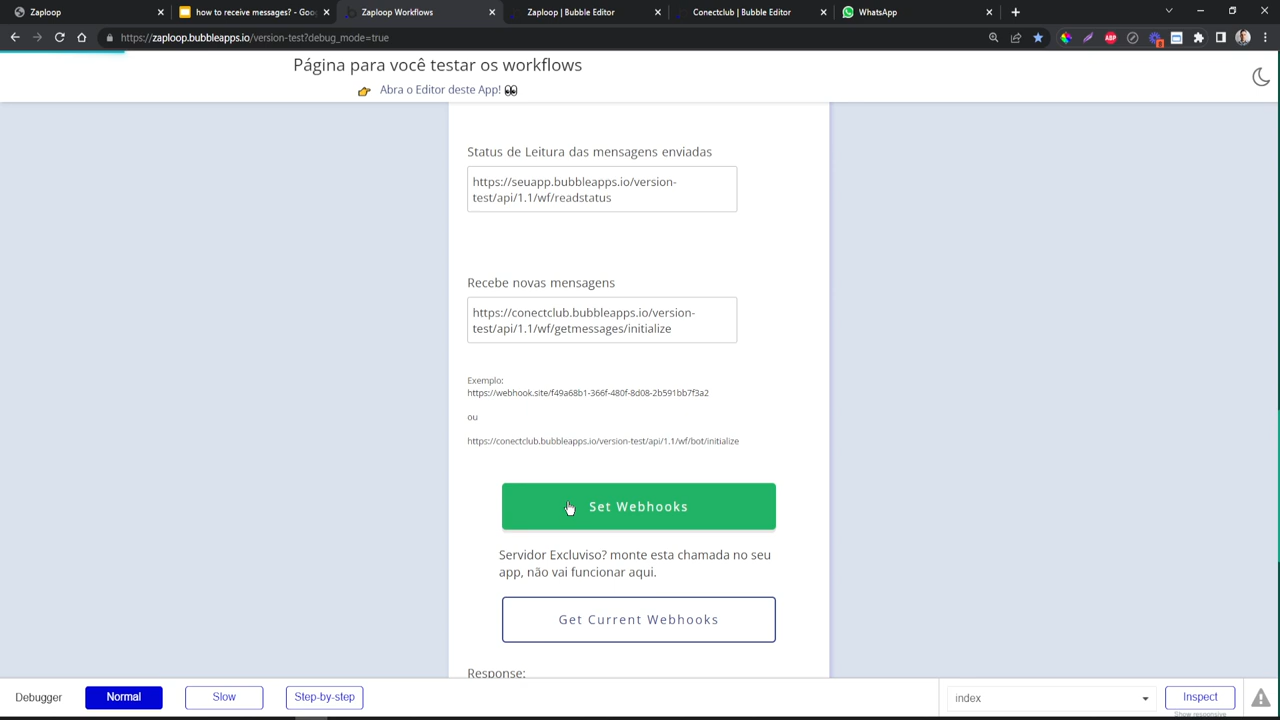 Zaploop
how to receive messages? - Goo
Zaploop Workflows
Zaploop | Bubble Editor
Conectclub | Bubble Editor
WhatsApp
https://zaploop.bubbleapps.io/version-test?debug_mode=true
ABP
Página para você testar os workflows
Abra o Editor deste App!
Status de Leitura das mensagens enviadas
https://seuapp.bubbleapps.io/version-
test/api/1.1/wf/readstatus
Recebe novas mensagens
https://conectclub.bubbleapps.io/version-
test/api/1.1/wf/getmessages/initialize
Exemplo:
https://webhook.site/f49a68b1-366f-480f-8d08-2b591bb7f3a2
ou
https://conectclub.bubbleapps.io/version-test/api/1.1/wf/bot/initialize
Set Webhooks
Servidor Excluviso? monte esta chamada no seu
app, não vai funcionar aqui.
Get Current Webhooks
Response:
Debugger
Normal
Slow
Step-by-step
index
Inspect
Show responsive